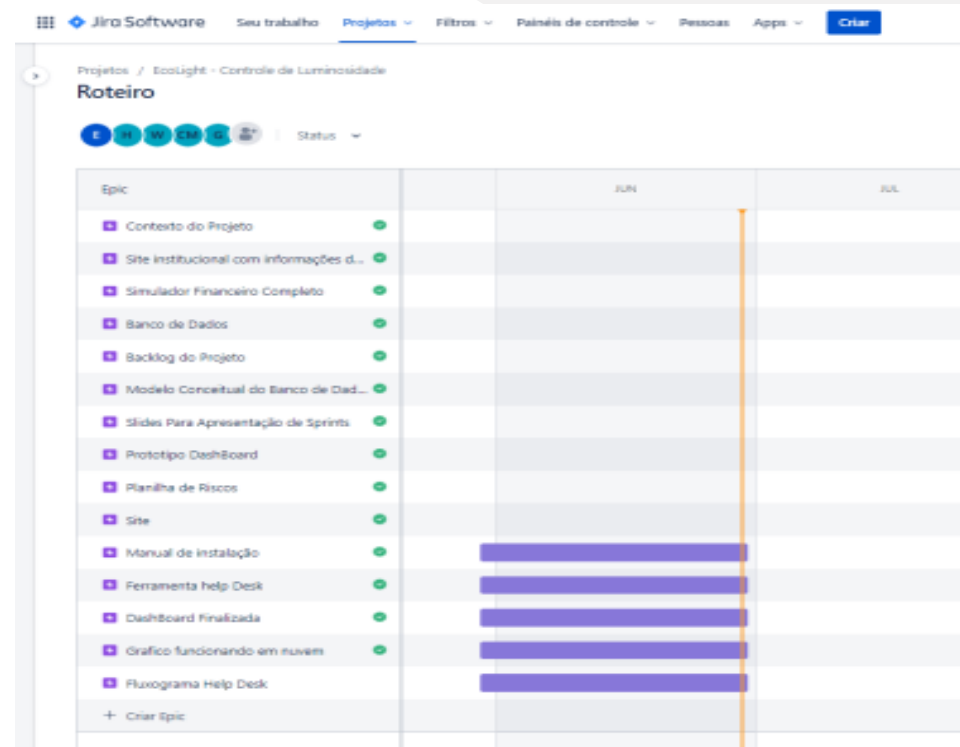 Jira Software Seu trabalho Projetos Filtros Painéis de controle Pessoas Apps Criar
Projetos / EcoLight - Controle de Luminosidade
Roteiro
E H W CM G Status
Epic JUN JUL
Contexto do Projeto
Site institucional com informações d...
Simulador Financeiro Completo
Banco de Dados
Backlog do Projeto
Modelo Conceitual do Banco de Dad...
Slides Para Apresentação de Sprints
Prototipo DashBoard
Planilha de Riscos
Site
Manual de instalação
Ferramenta help Desk
DashBoard Finalizada
Grafico funcionando em nuvem
Fluxograma Help Desk
+ Criar Epic